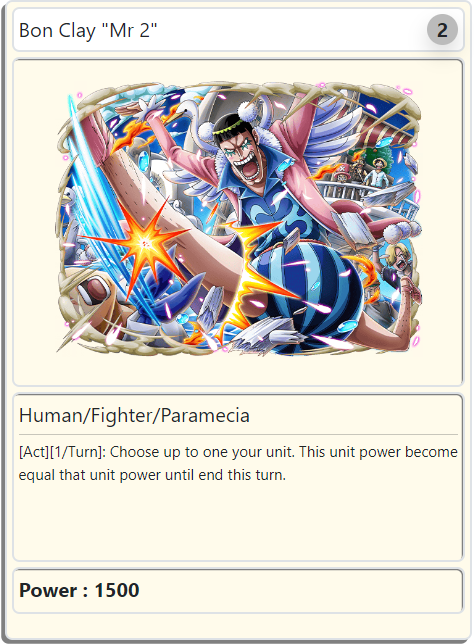 Bon Clay "Mr 2"
2
Human/Fighter/Paramecia
[Act][1/Turn]: Choose up to one your unit. This unit power become
equal that unit power until end this turn.
Power : 1500